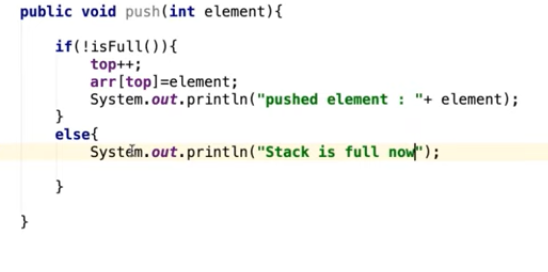 public void push(int element){
if(!isFull()){
top++;
arr[top]=element;
System.out.println("pushed element : "+ element);
}
else{
System.out.println("Stack is full now");
}
}